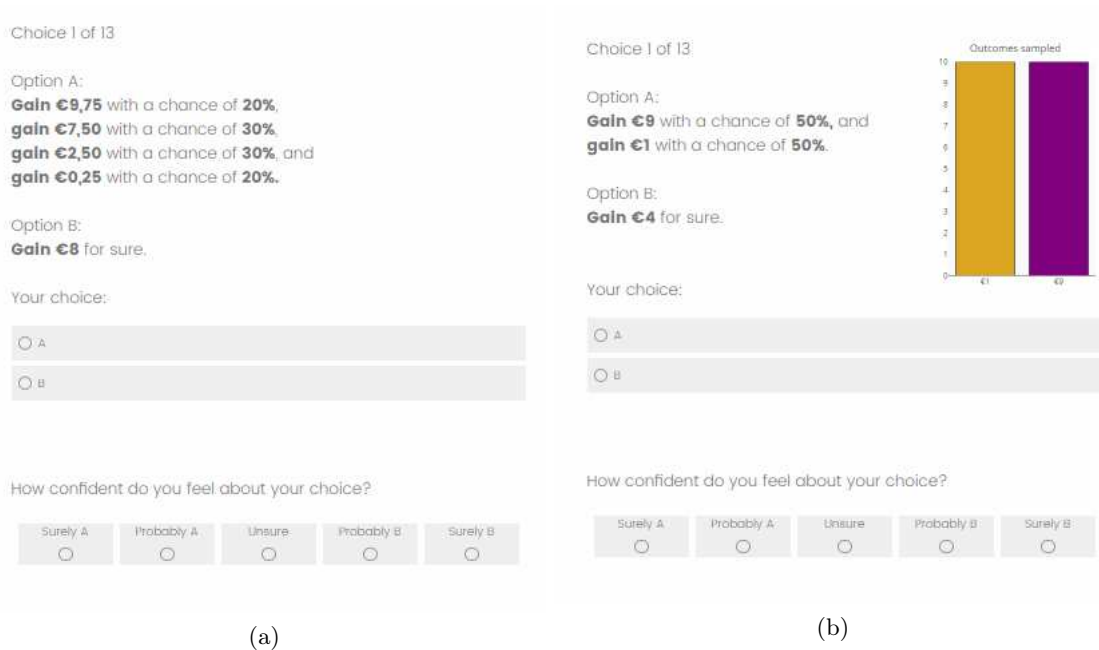 Choice 1 of 13
Option A:
Gain €9,75 with a chance of 20%,
gain €7,50 with a chance of 30%,
gain €2,50 with a chance of 30%, and
gain €0,25 with a chance of 20%.
Option B:
Gain €8 for sure.
Your choice:
A
B
How confident do you feel about your choice?
Surely A Probably A Unsure Probably B Surely B
(a)
Choice 1 of 13
Option A:
Gain €9 with a chance of 50%, and
gain €1 with a chance of 50%.
Option B:
Gain €4 for sure.
Outcomes sampled
10
9
8
7
6
5
4
3
2
1
0
€1 €9
Your choice:
A
B
How confident do you feel about your choice?
Surely A Probably A Unsure Probably B Surely B
(b)